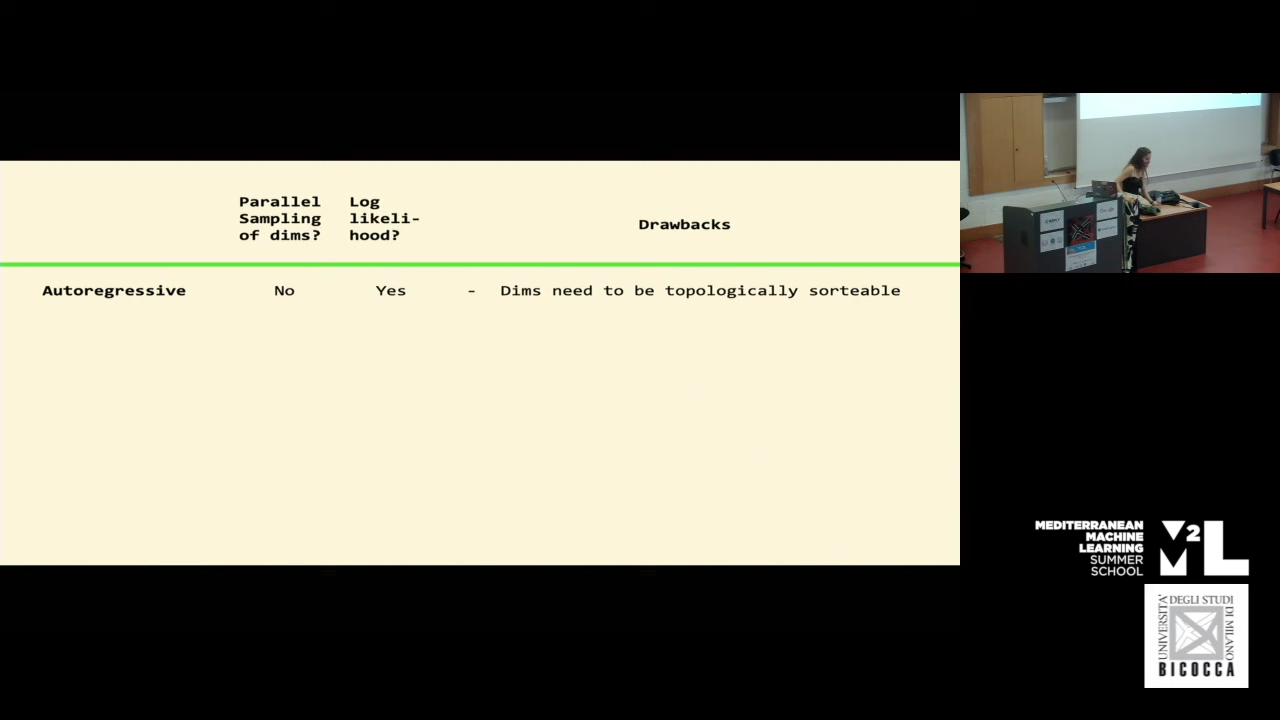 Parallel
Sampling
of dims?
Log
likeli-
hood?
Drawbacks
Autoregressive No Yes - Dims need to be topologically sorteable
MEDITERRANEAN
MACHINE
LEARNING
SUMMER
SCHOOL
M2L
UNIVERSITA'
DEGLI STUDI
DI MILANO
BICOCCA